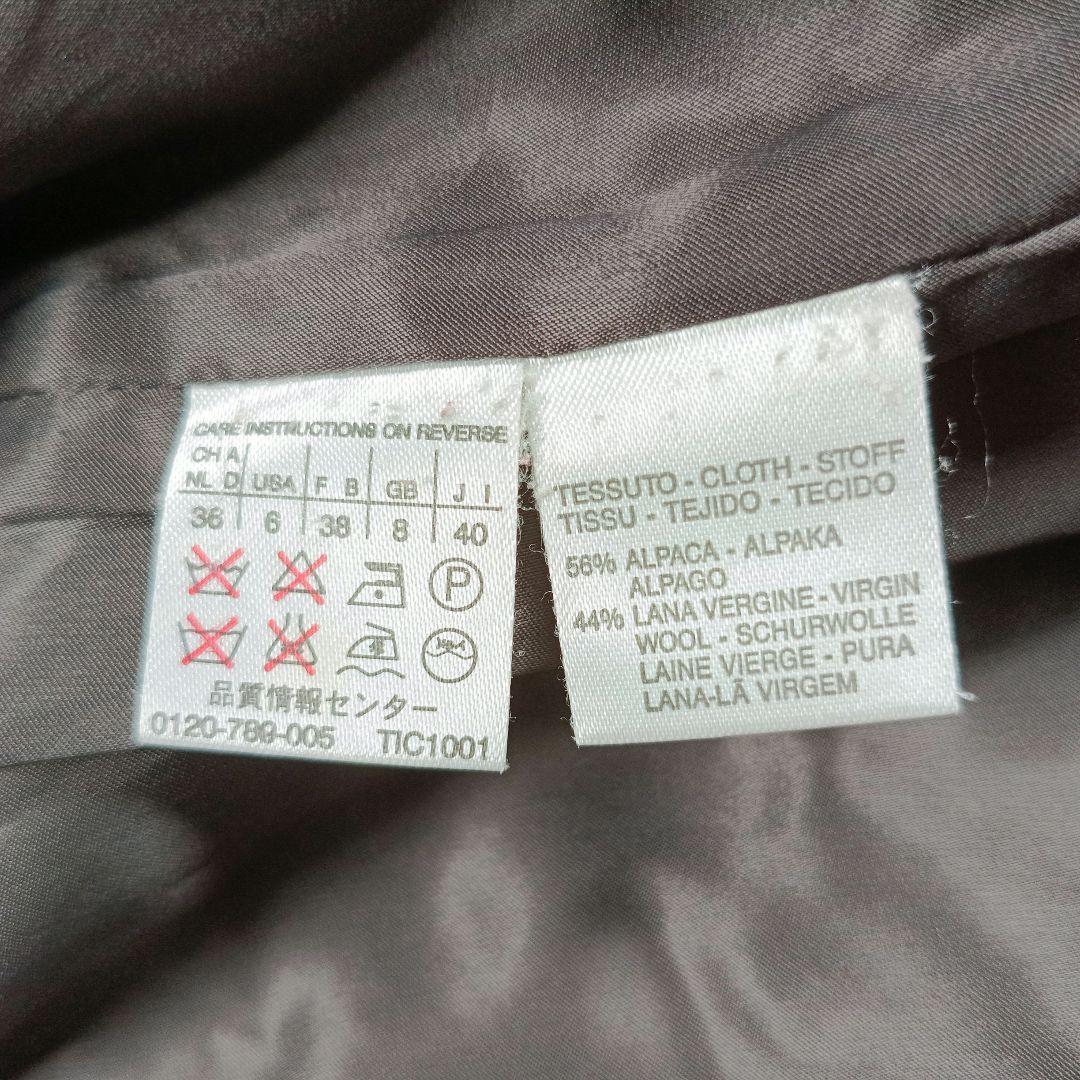 CARE INSTRUCTIONS ON REVERSE
CH A
NL D USA F B GB J I
36 6 38 8 40
P
品質情報センター
0120-789-005 TIC1001
TESSUTO - CLOTH - STOFF
TISSU - TEJIDO - TECIDO
56% ALPACA - ALPAKA
ALPAGO
44% LANA VERGINE - VIRGIN
WOOL - SCHURWOLLE
LAINE VIERGE - PURA
LANA-LÃ VIRGEM